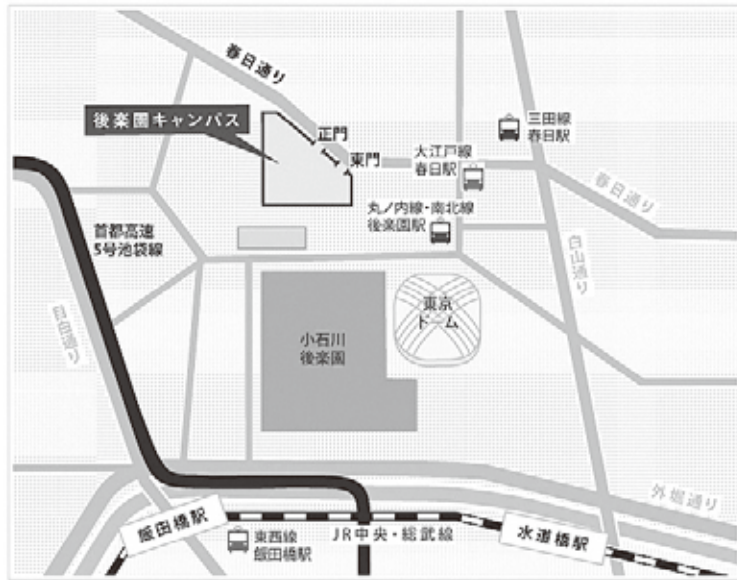 春日通り
後楽園キャンパス
正門
東門
三田線
春日駅
大江戸線
春日駅
丸ノ内線・南北線
後楽園駅
春日通り
首都高速
5号池袋線
白山通り
目白通り
東京
ドーム
小石川
後楽園
外堀通り
飯田橋駅
東西線
飯田橋駅
JR中央・総武線
水道橋駅